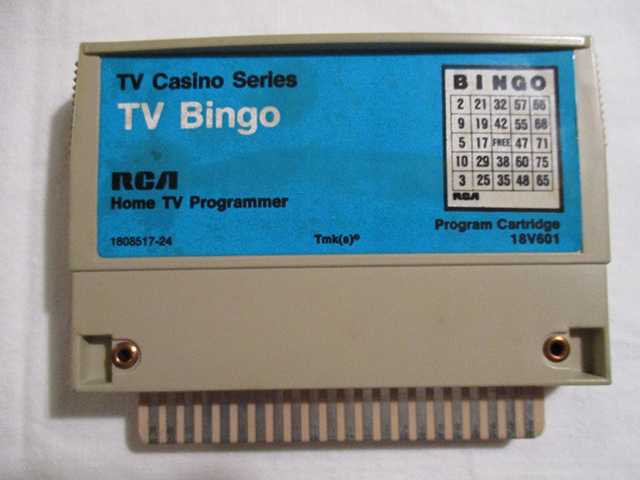 TV Casino Series
TV Bingo
RCA
Home TV Programmer
1808517-24
Tmk(s)®
BINGO
2 21 32 57 66
9 19 42 55 68
5 17 FREE 47 71
10 29 38 60 75
3 25 35 48 65
RCA
Program Cartridge
18V601